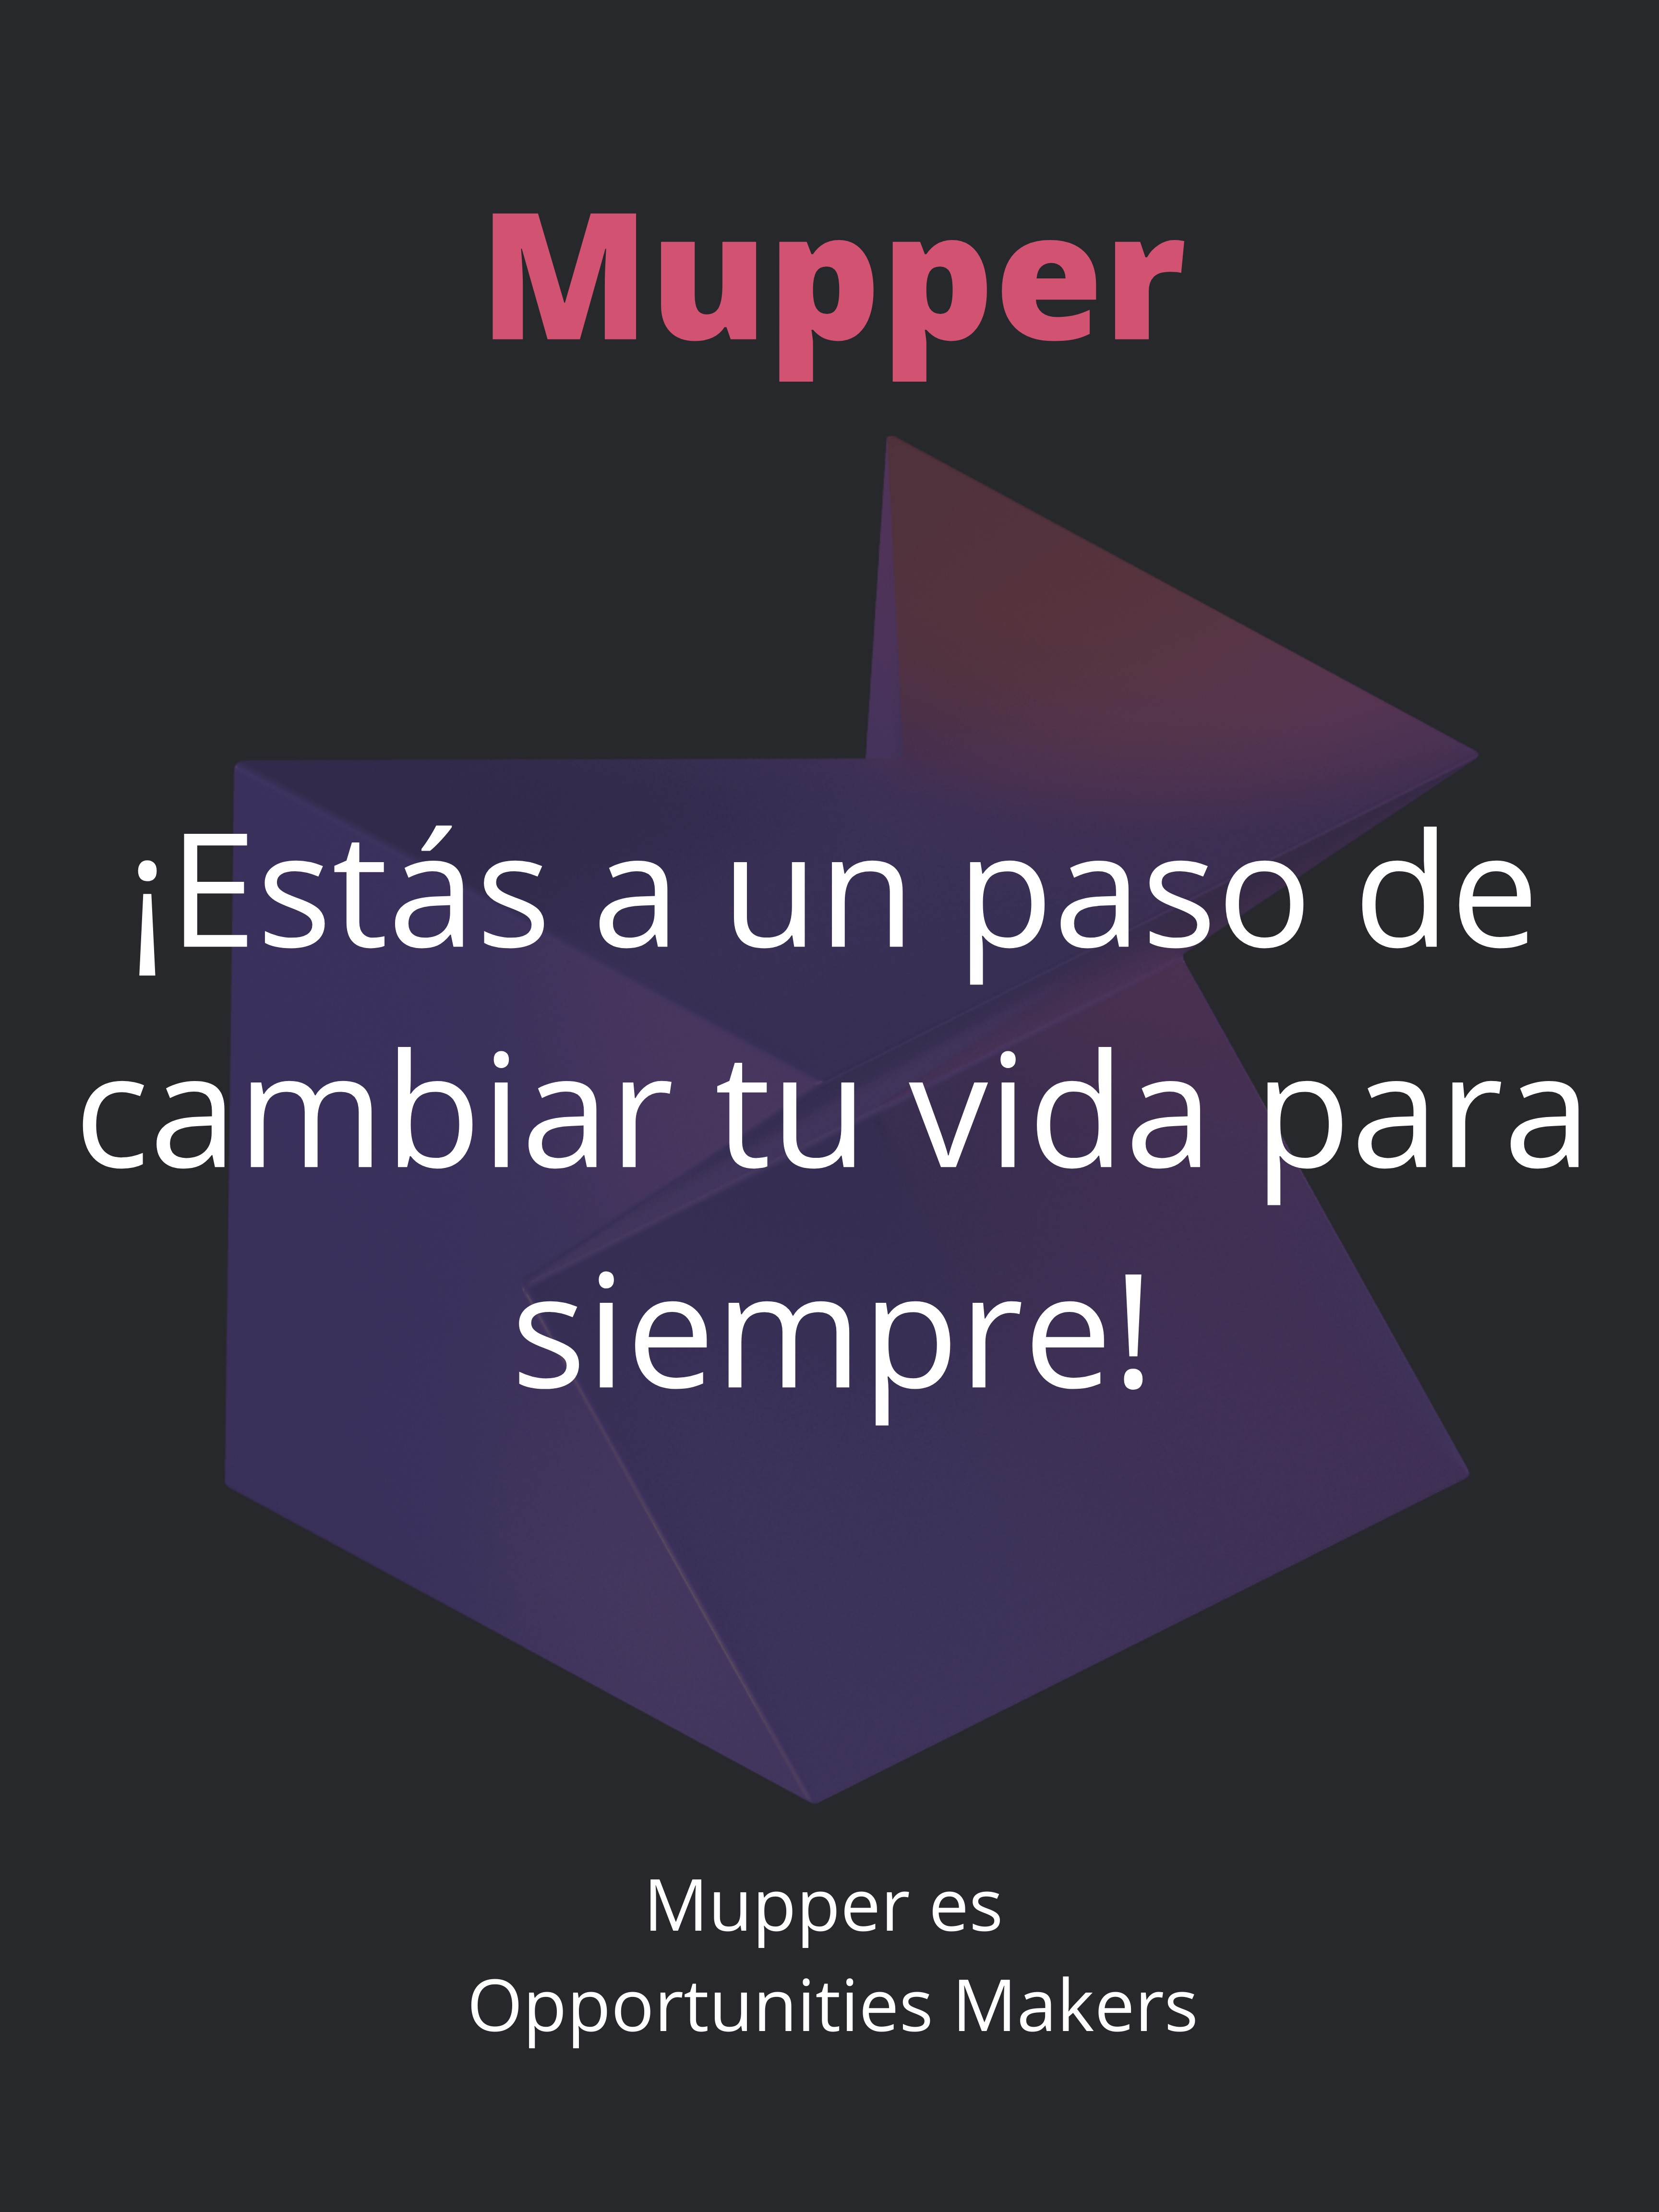 Mupper
¡Estás a un paso de
cambiar tu vida para
siempre!
Mupper es
Opportunities Makers